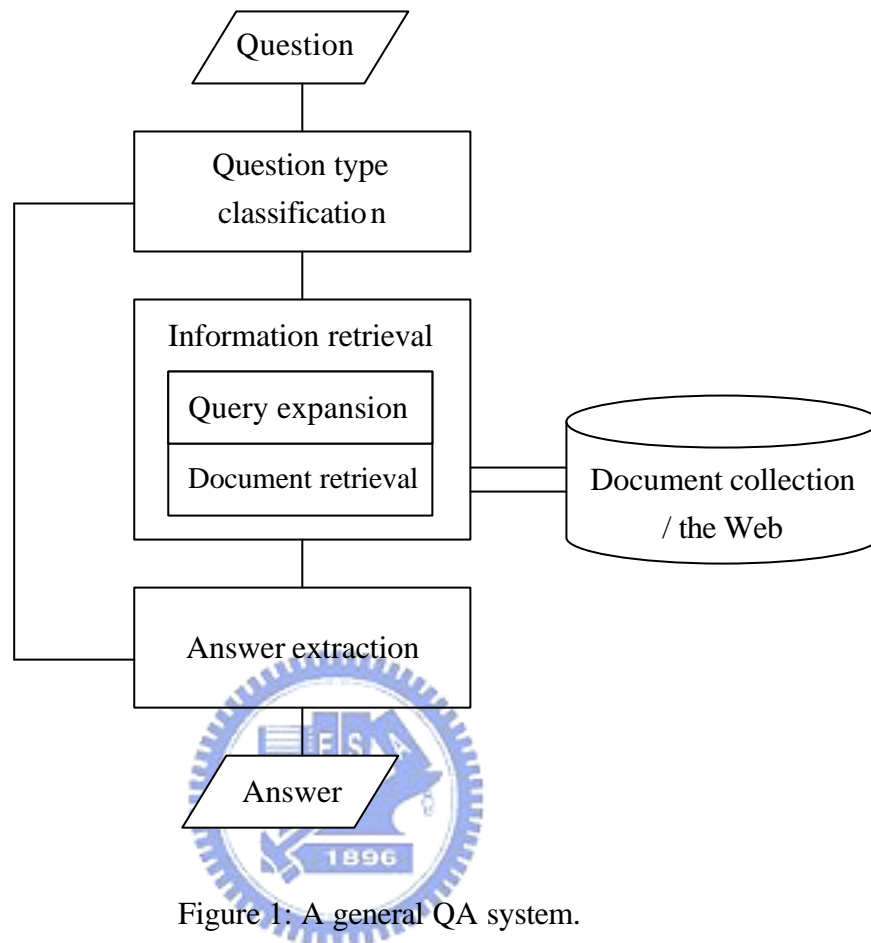 Question
Question type
classification
Information retrieval
Query expansion
Document retrieval
Document collection
/ the Web
Answer extraction
E S A
Answer
1896
Figure 1: A general QA system.